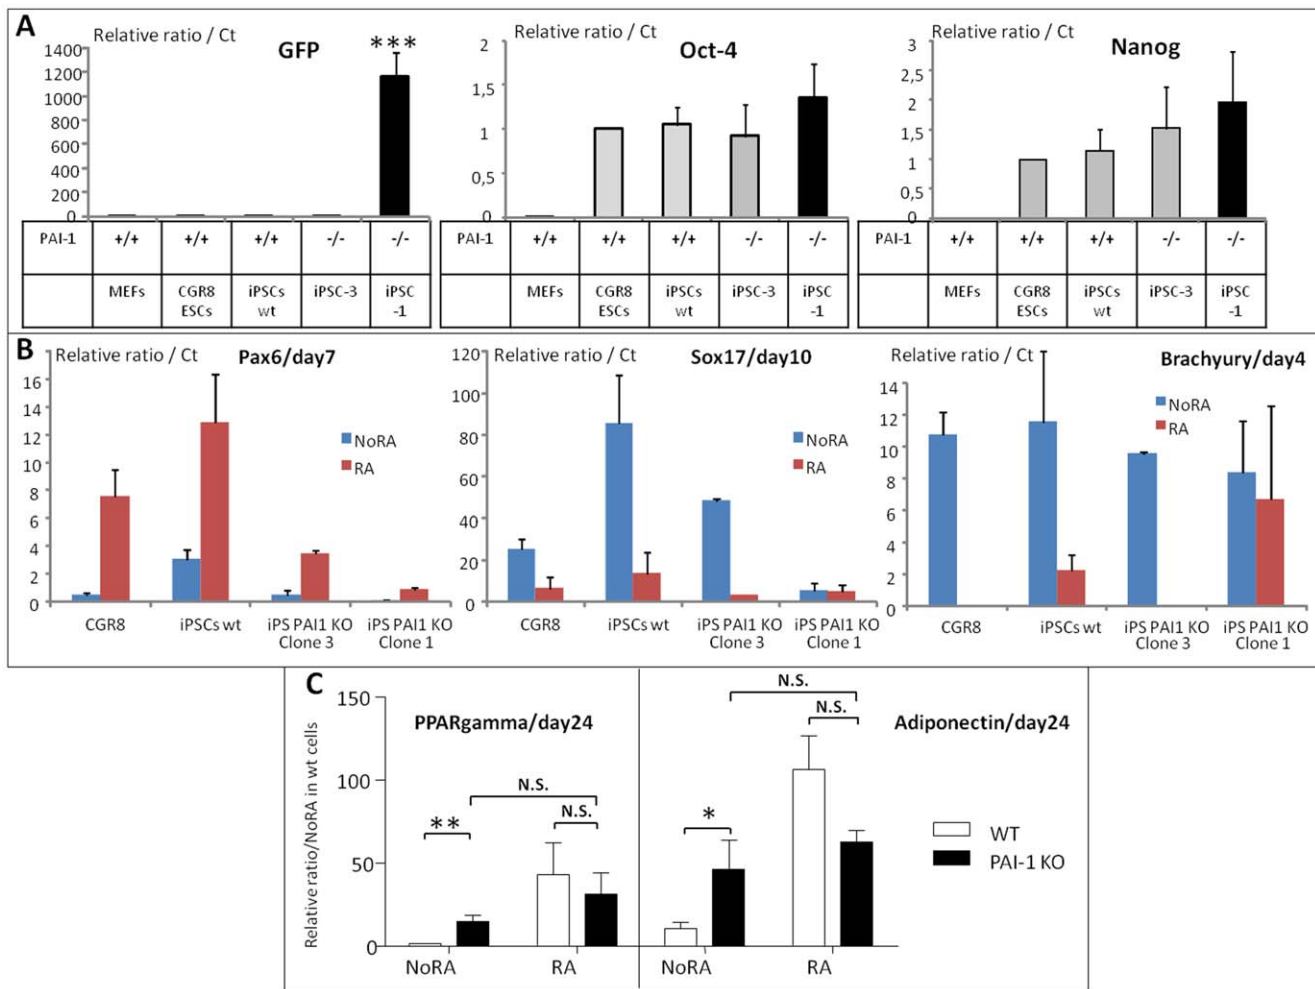 A
Relative ratio / Ct
GFP
***
1400
1200
1000
800
600
400
200
0
PAI-1 +/+ +/+ +/+ -/- -/-
MEFs CGR8 iPSCs iPSC-3 iPSC
ESCs wt -1
Relative ratio / Ct
Oct-4
2
1,5
1
0,5
0
PAI-1 +/+ +/+ +/+ -/- -/-
MEFs CGR8 iPSCs iPSC-3 iPSC
ESCs wt -1
Relative ratio / Ct
Nanog
3
2,5
2
1,5
1
0,5
0
PAI-1 +/+ +/+ +/+ -/- -/-
MEFs CGR8 iPSCs iPSC-3 iPSC
ESCs wt -1
B
Relative ratio / Ct
Pax6/day7
16
14
12
10
8
6
4
2
0
NoRA
RA
CGR8 iPSCs wt iPS PAI1 KO iPS PAI1 KO
Clone 3 Clone 1
Relative ratio / Ct
Sox17/day10
120
100
80
60
40
20
0
NoRA
RA
CGR8 iPSCs wt iPS PAI1 KO iPS PAI1 KO
Clone 3 Clone 1
Relative ratio / Ct
Brachyury/day4
14
12
10
8
6
4
2
0
NoRA
RA
CGR8 iPSCs wt iPS PAI1 KO iPS PAI1 KO
Clone 3 Clone 1
C
Relative ratio/NoRA in wt cells
150
100
50
0
PPARgamma/day24
N.S.
N.S.
**
NoRA RA
N.S.
N.S.
Adiponectin/day24
*
NoRA RA
WT
PAI-1 KO